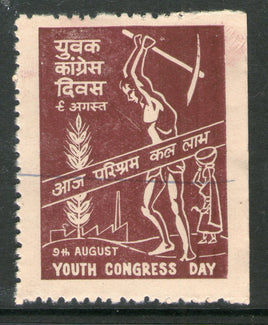 युवक
कांग्रेस
दिवस
९ अगस्त
आज परिश्रम कल लाभ
9th AUGUST
YOUTH CONGRESS DAY